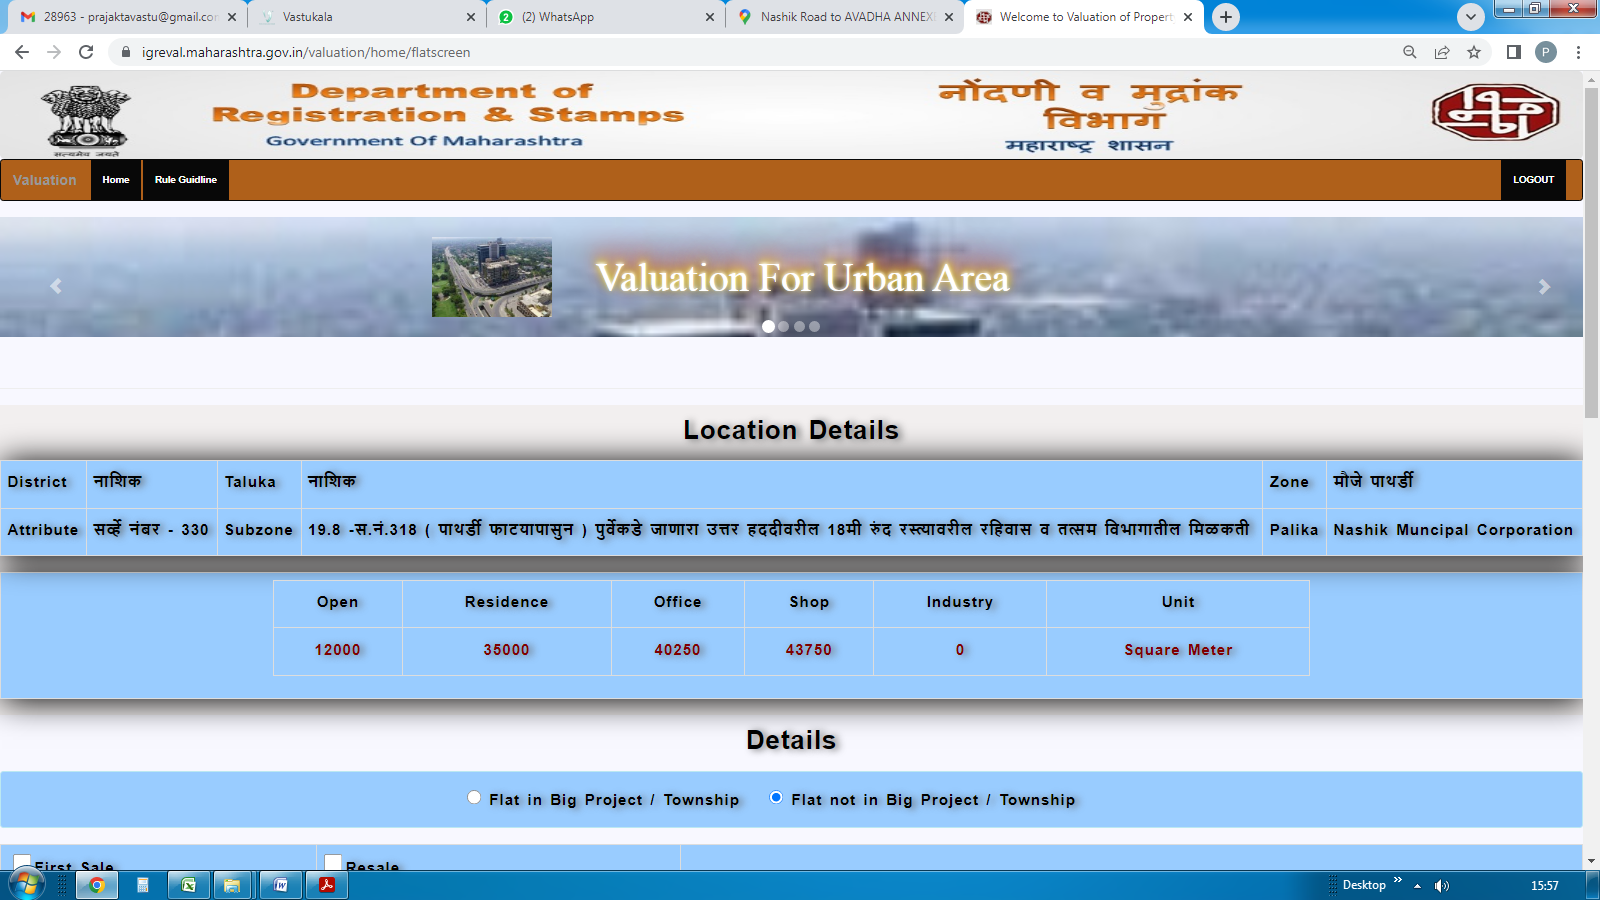 28963 - prajaktavastu@gmail.con
Vastukala
(2) WhatsApp
Nashik Road to AVADHA ANNEX
Welcome to Valuation of Propert
igreval.maharashtra.gov.in/valuation/home/flatscreen
P
Department of
Registration & Stamps
Government Of Maharashtra
नोंदणी व मुद्रांक
विभाग
महाराष्ट्र शासन
सत्यमेव जयते
Valuation
Home
Rule Guidline
LOGOUT
Valuation For Urban Area
Location Details
District नाशिक Taluka नाशिक Zone मौजे पाथर्डी
Attribute सर्व्हे नंबर - 330 Subzone 19.8 -स.नं.318 ( पाथर्डी फाटयापासुन ) पुर्वेकडे जाणारा उत्तर हददीवरील 18मी रुंद रस्त्यावरील रहिवास व तत्सम विभागातील मिळकती Palika Nashik Muncipal Corporation
Open Residence Office Shop Industry Unit
12000 35000 40250 43750 0 Square Meter
Details
Flat in Big Project / Township Flat not in Big Project / Township
First Sale Resale
Desktop
15:57